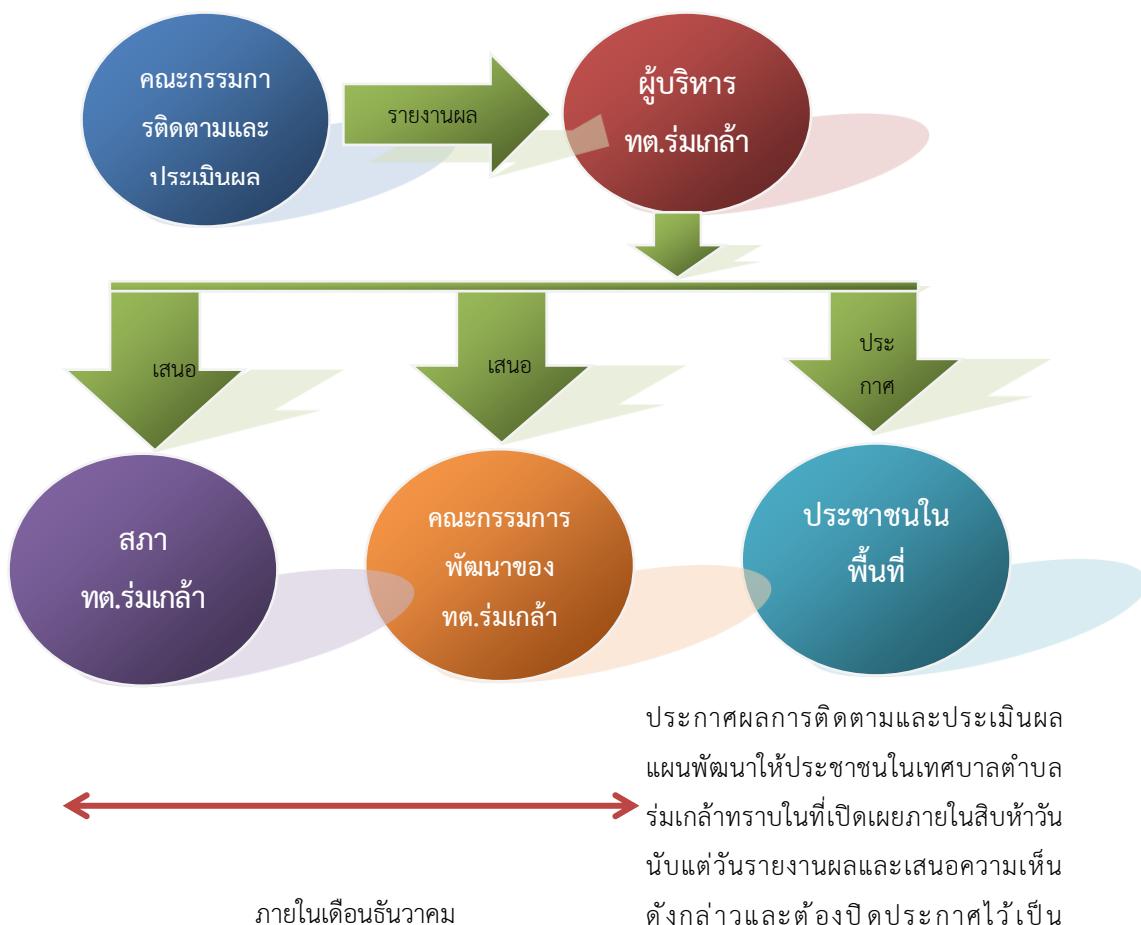 คณะกรรมกา
รติดตามและ
ประเมินผล
รายงานผล
ผู้บริหาร
ทต.ร่มเกล้า
เสนอ
เสนอ
ประ
กาศ
สภา
ทต.ร่มเกล้า
คณะกรรมการ
พัฒนาของ
ทต.ร่มเกล้า
ประชาชนใน
พื้นที่
ประกาศผลการติดตามและประเมินผล
แผนพัฒนาให้ประชาชนในเทศบาลตำบล
ร่มเกล้าทราบในที่เปิดเผยภายในสิบห้าวัน
นับแต่วันรายงานผลและเสนอความเห็น
ดังกล่าวและต้องปิดประกาศไว้เป็น
ภายในเดือนธันวาคม